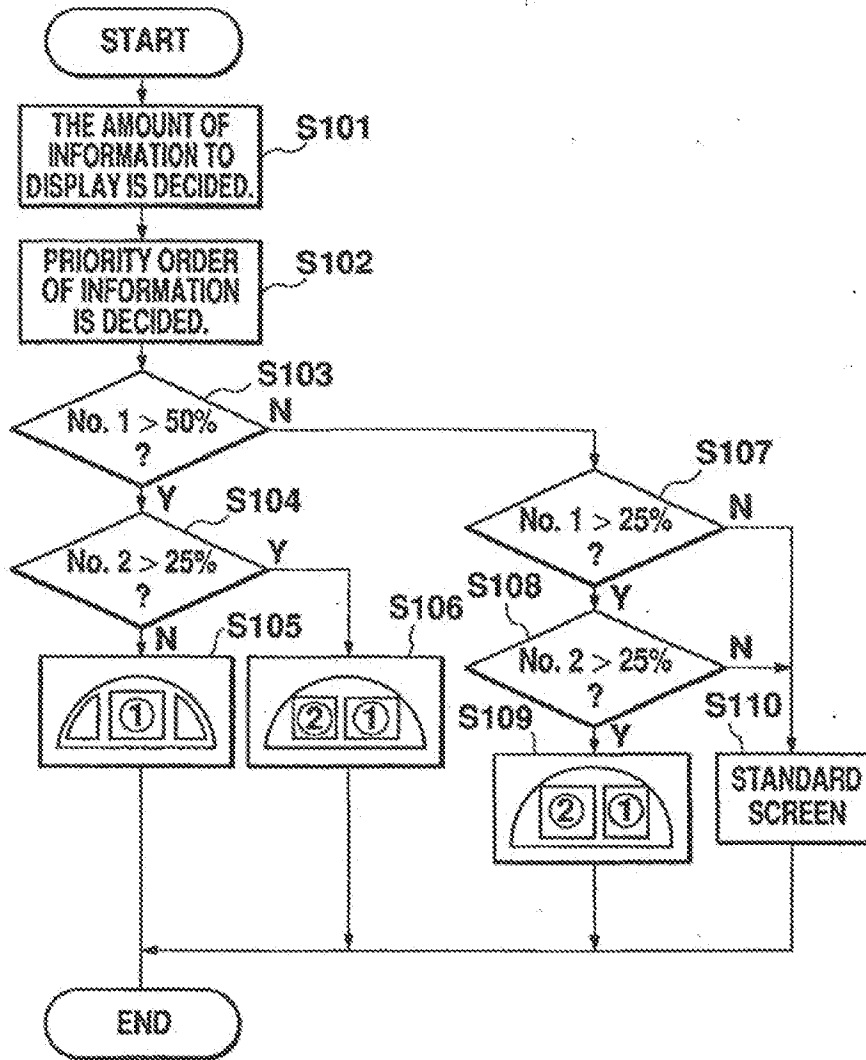 START
THE AMOUNT OF
INFORMATION TO
DISPLAY IS DECIDED.
S101
PRIORITY ORDER
OF INFORMATION
IS DECIDED.
S102
S103
No. 1 > 50%
?
N
Y
S104
No. 2 > 25%
?
Y
N
S105
①
S106
② ①
S107
No. 1 > 25%
?
N
Y
S108
No. 2 > 25%
?
N
Y
S109
② ①
S110
STANDARD
SCREEN
END